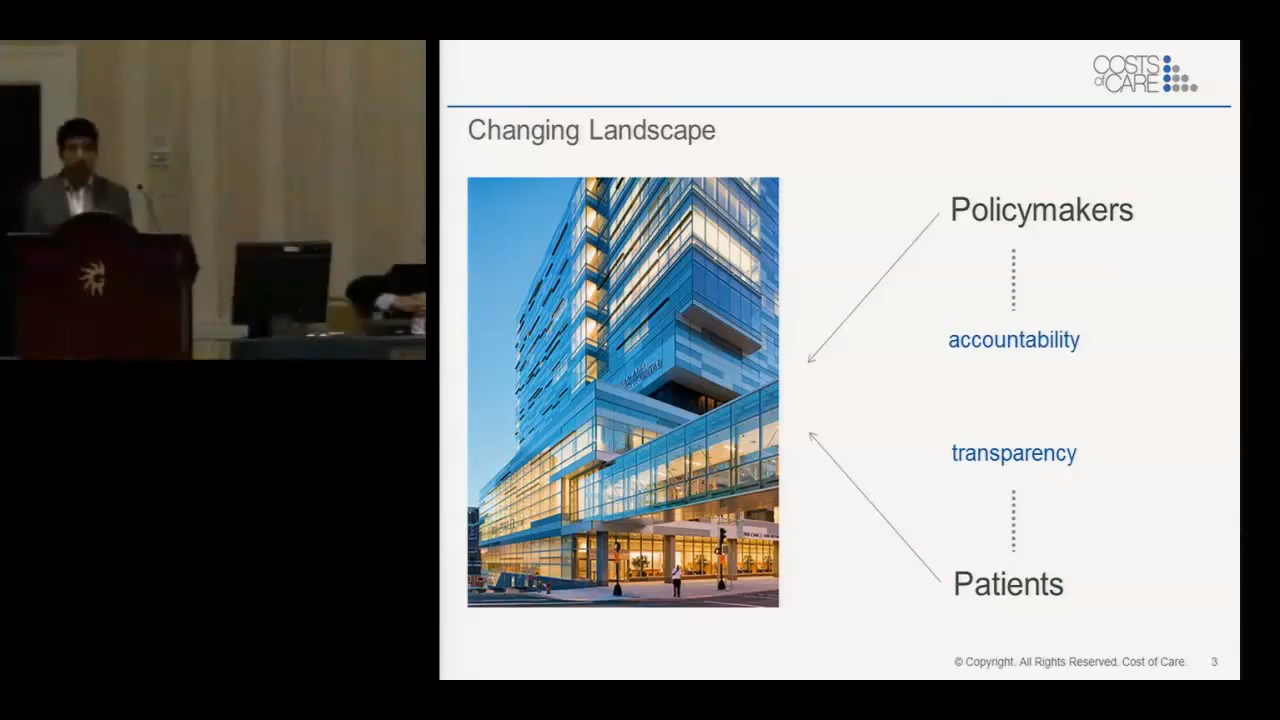 COSTS
of CARE
Changing Landscape
Policymakers
accountability
transparency
Patients
© Copyright. All Rights Reserved. Cost of Care. 3